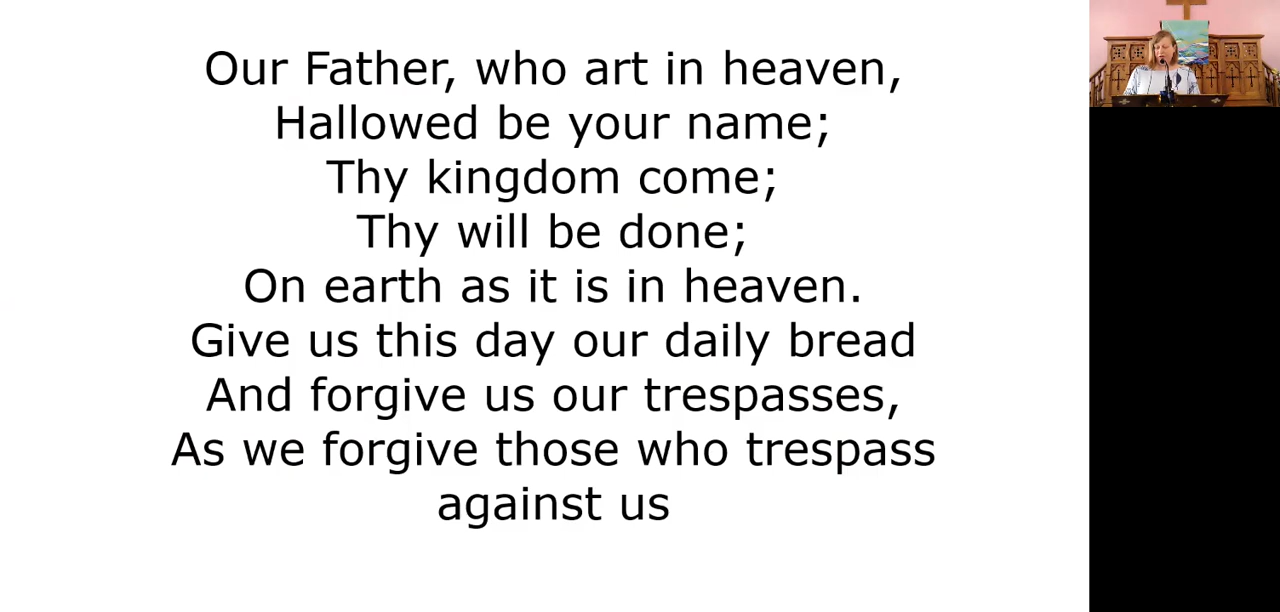 Our Father, who art in heaven,
Hallowed be your name;
Thy kingdom come;
Thy will be done;
On earth as it is in heaven.
Give us this day our daily bread
And forgive us our trespasses,
As we forgive those who trespass
against us